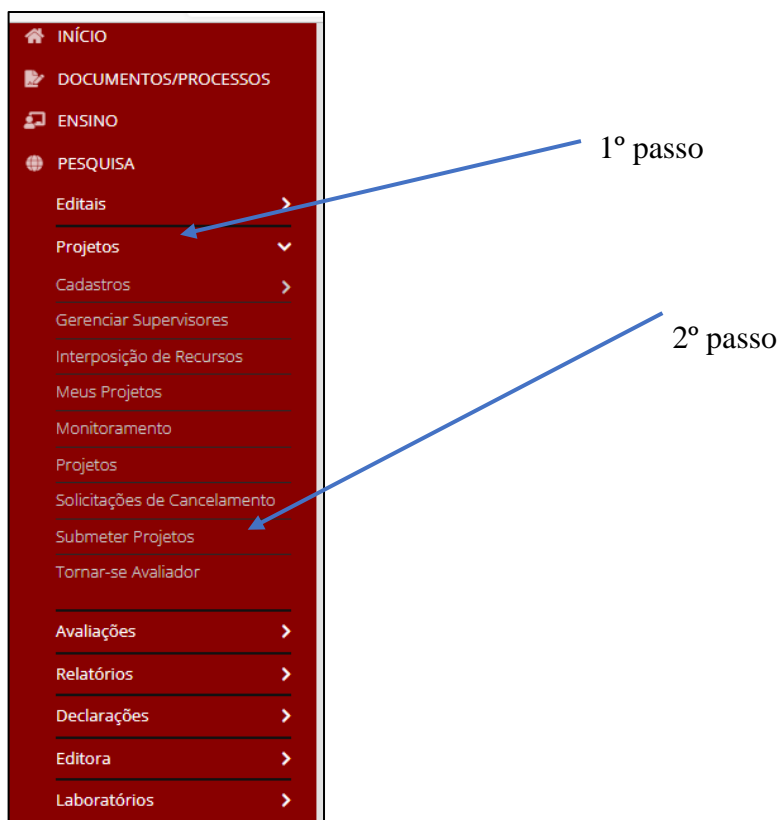 INÍCIO
DOCUMENTOS/PROCESSOS
ENSINO
PESQUISA
Editais
Projetos
Cadastros
Gerenciar Supervisores
Interposição de Recursos
Meus Projetos
Monitoramento
Projetos
Solicitações de Cancelamento
Submeter Projetos
Tornar-se Avaliador
Avaliações
Relatórios
Declarações
Editora
Laboratórios
1º passo
2º passo